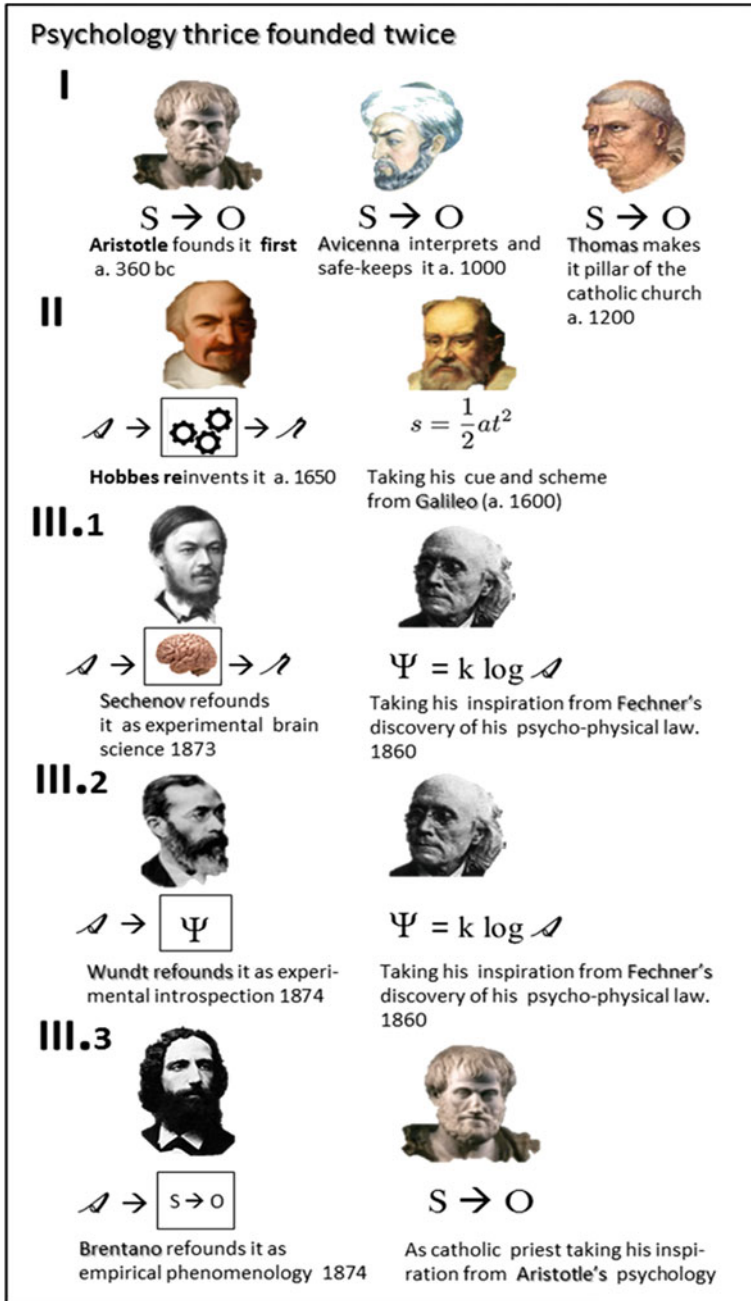 Psychology thrice founded twice
I
S → O
S → O
S → O
Aristotle founds it first
a. 360 bc
Avicenna interprets and
safe-keeps it a. 1000
Thomas makes
it pillar of the
catholic church
a. 1200
II
→ →
s = 1/2 at²
Hobbes reinvents it a. 1650
Taking his cue and scheme
from Galileo (a. 1600)
III.1
→ →
Ψ = k log
Sechenov refounds
it as experimental brain
science 1873
Taking his inspiration from Fechner's
discovery of his psycho-physical law.
1860
III.2
→ Ψ
Ψ = k log
Wundt refounds it as experi-
mental introspection 1874
Taking his inspiration from Fechner's
discovery of his psycho-physical law.
1860
III.3
→ S → O
S → O
Brentano refounds it as
empirical phenomenology 1874
As catholic priest taking his inspi-
ration from Aristotle's psychology